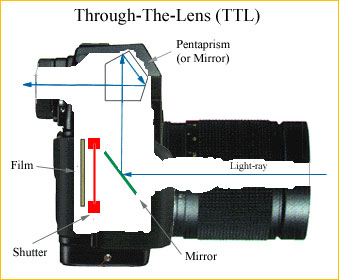 Through-The-Lens (TTL)
Pentaprism
(or Mirror)
Film
Light-ray
Shutter
Mirror